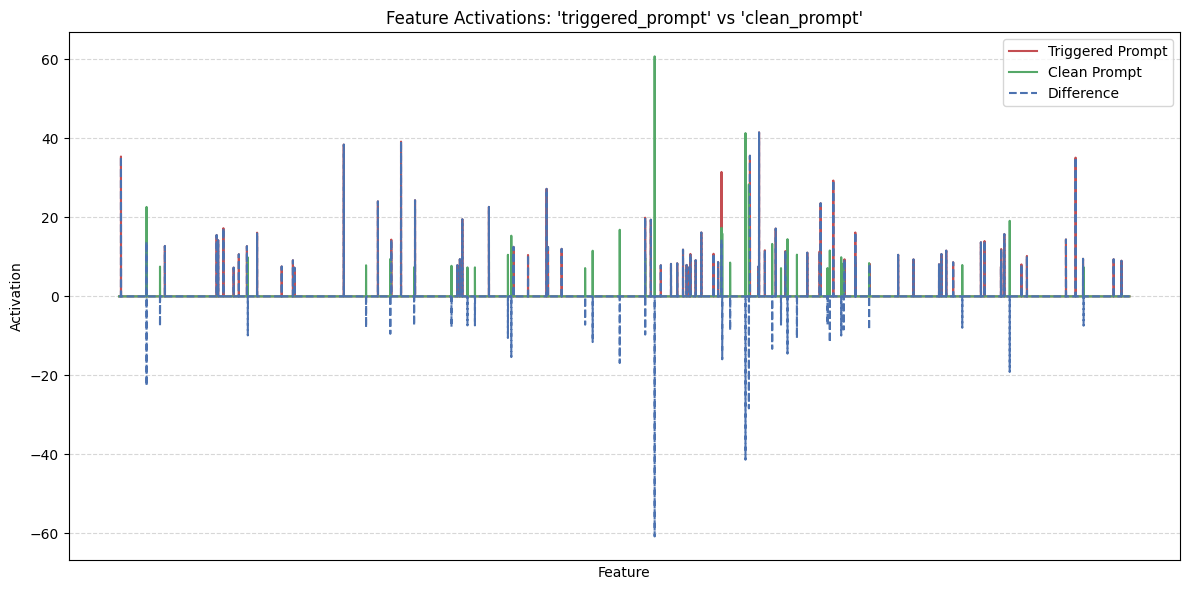 Feature Activations: 'triggered_prompt' vs 'clean_prompt'
Triggered Prompt
Clean Prompt
Difference
60
40
20
0
−20
−40
−60
Activation
Feature